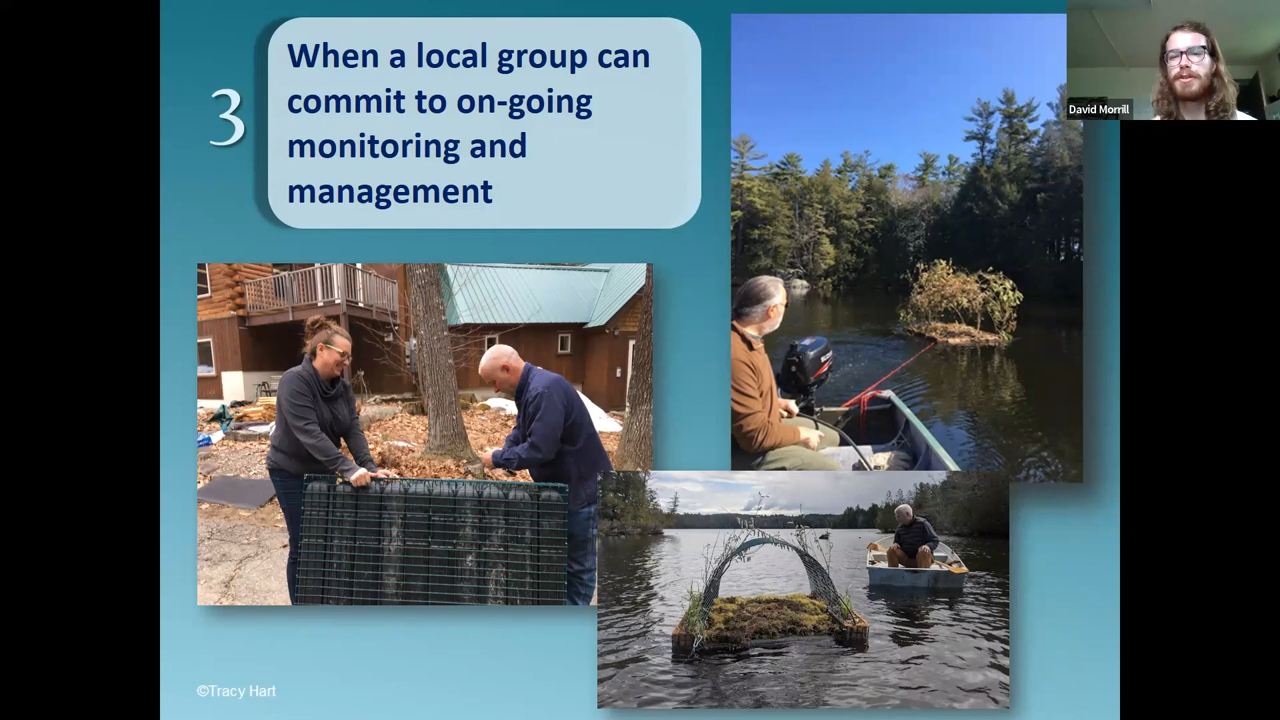 3
When a local group can
commit to on-going
monitoring and
management
David Morrill
©Tracy Hart